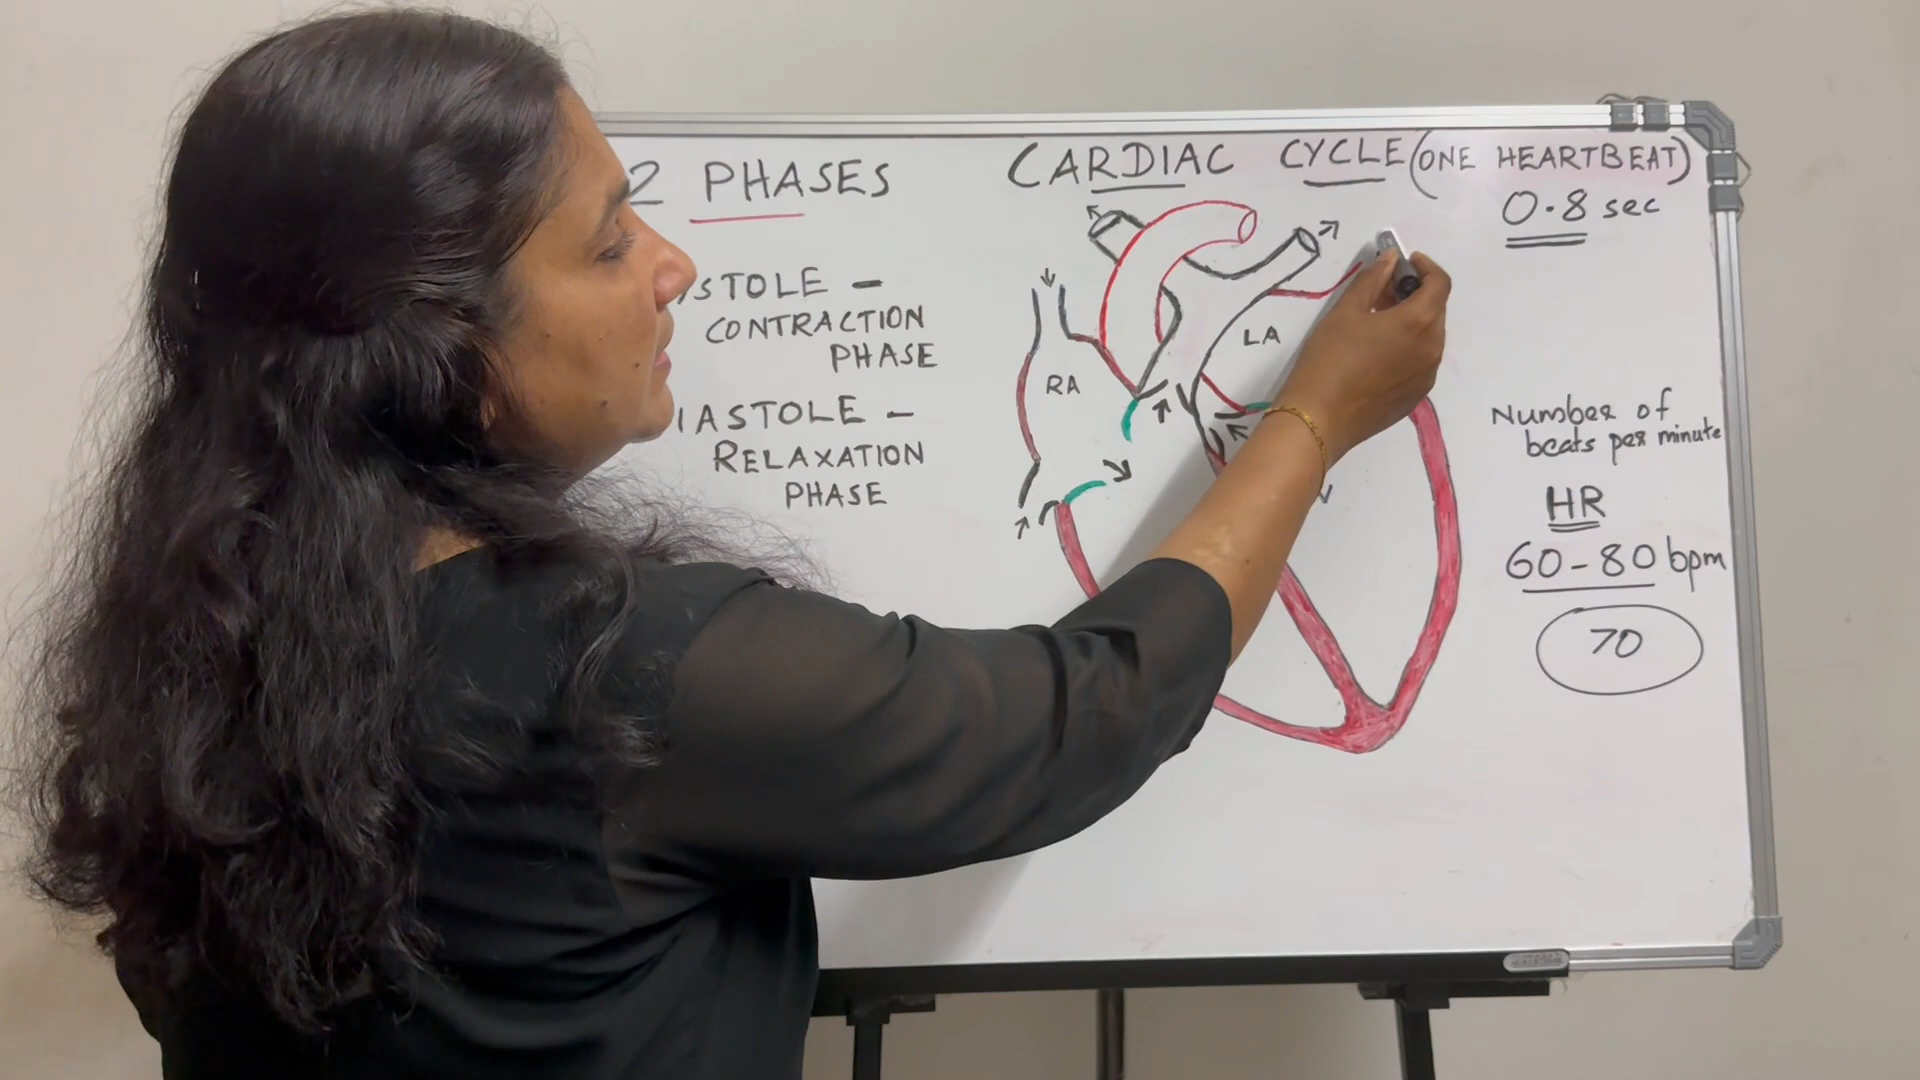 2 PHASES
YSTOLE -
CONTRACTION
PHASE
IASTOLE -
RELAXATION
PHASE
CARDIAC CYCLE (ONE HEARTBEAT)
0.8 sec
RA
LA
Number of
beats per minute
HR
60-80 bpm
70